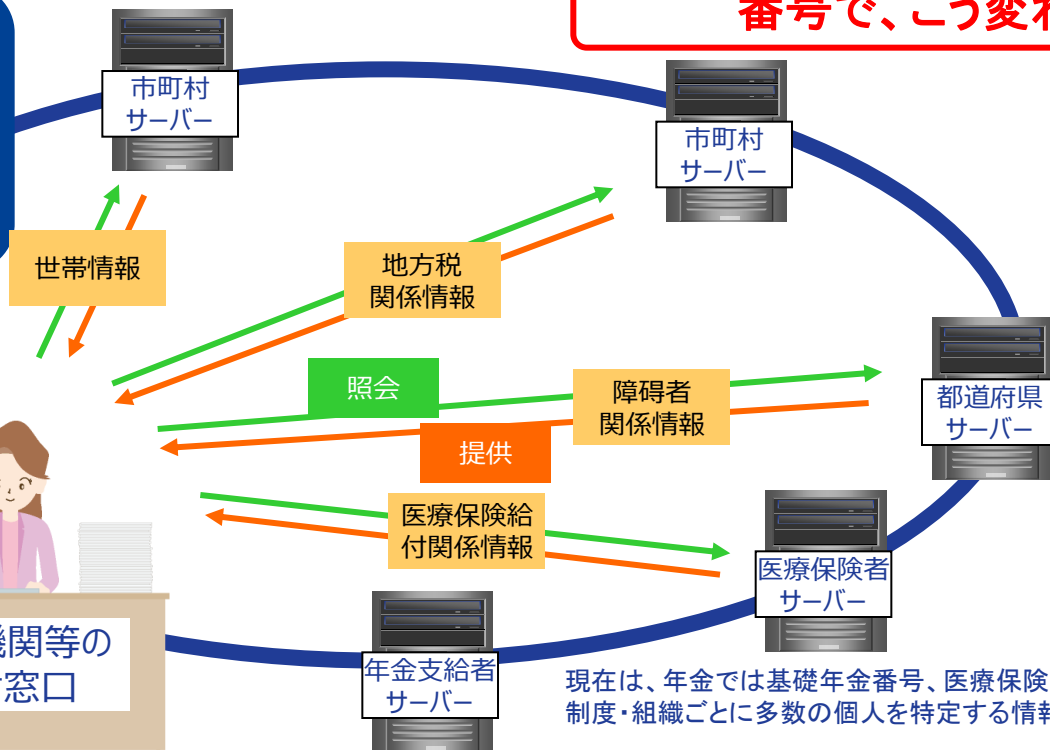 番号で、こう変わ
市町村
サーバー
市町村
サーバー
世帯情報
地方税
関係情報
照会
障碍者
関係情報
都道府県
サーバー
提供
医療保険給
付関係情報
医療保険者
サーバー
機関等の
窓口
年金支給者
サーバー
現在は、年金では基礎年金番号、医療保険
制度・組織ごとに多数の個人を特定する情報